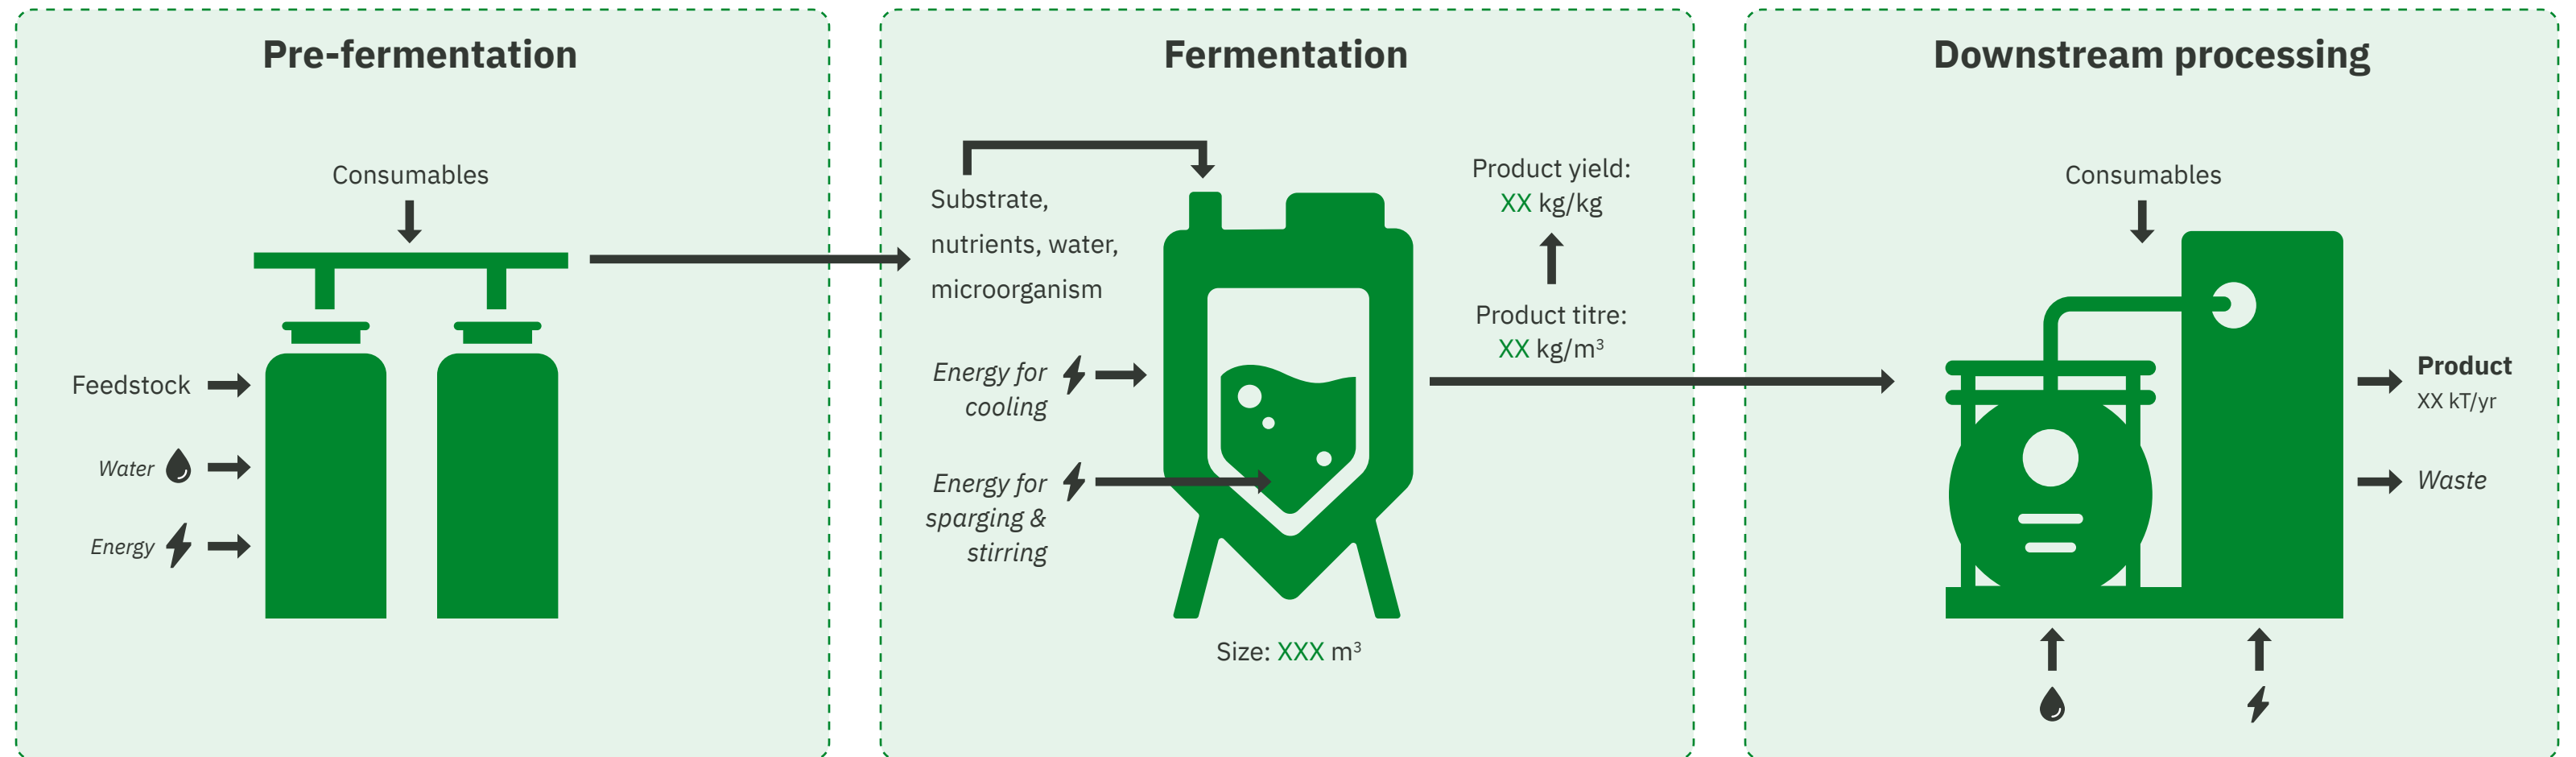 Pre-fermentation
Consumables
Feedstock
Water
Energy
Fermentation
Substrate,
nutrients, water,
microorganism
Energy for
cooling
Energy for
sparging &
stirring
Product yield:
XX kg/kg
Product titre:
XX kg/m³
Size: XXX m³
Downstream processing
Consumables
Product
XX kT/yr
Waste